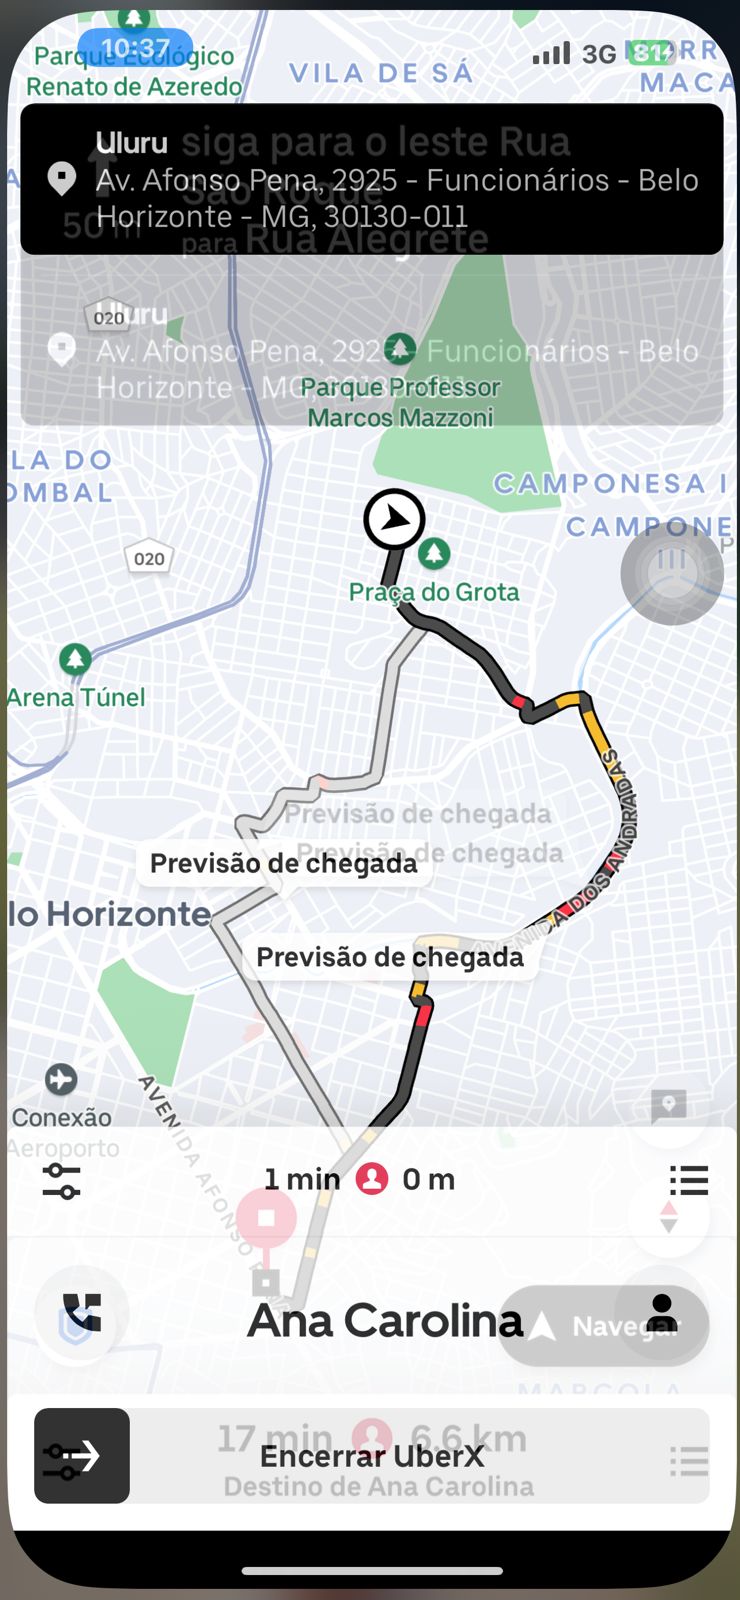 10:37
3G
81
Parque Ecológico
Renato de Azeredo
VILA DE SÁ
MACA
siga para o leste Rua
São Roque
50 m
para Rua Alegrete
Uluru
Av. Afonso Pena, 2925 - Funcionários - Belo
Horizonte - MG, 30130-011
Uluru
020
Av. Afonso Pena, 292 Funcionários - Belo
Horizonte - MG
Parque Professor
Marcos Mazzoni
LA DO
OMBAL
CAMPONESA I
CAMPONE
020
Praça do Grota
Arena Túnel
Previsão de chegada
Previsão de chegada
Previsão de chegada
AVENIDA DOS ANDRADAS
lo Horizonte
Previsão de chegada
Conexão
Aeroporto
AVENIDA AFONSO PENA
1 min 0 m
Ana Carolina
Navegar
17 min 6.6 km
Encerrar UberX
Destino de Ana Carolina